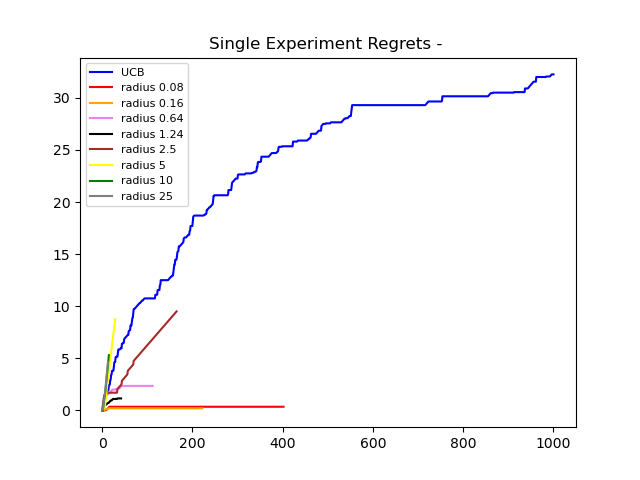 Single Experiment Regrets -
UCB
radius 0.08
radius 0.16
radius 0.64
radius 1.24
radius 2.5
radius 5
radius 10
radius 25
30
25
20
15
10
5
0
0 200 400 600 800 1000